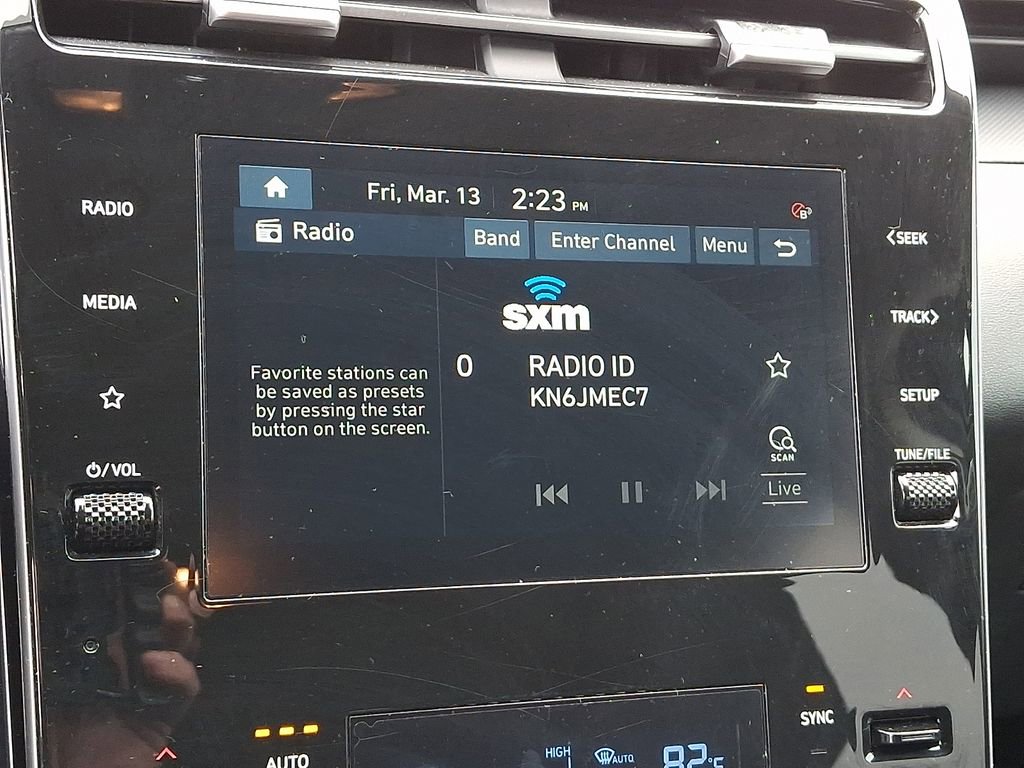 Fri, Mar. 13 2:23 PM
B
RADIO
Radio Band Enter Channel Menu
<SEEK
MEDIA
sxm
TRACK>
0 RADIO ID
KN6JMEC7
Favorite stations can
be saved as presets
by pressing the star
button on the screen.
SETUP
SCAN
/VOL
TUNE/FILE
Live
SYNC
AUTO
HIGH AUTO 82°F